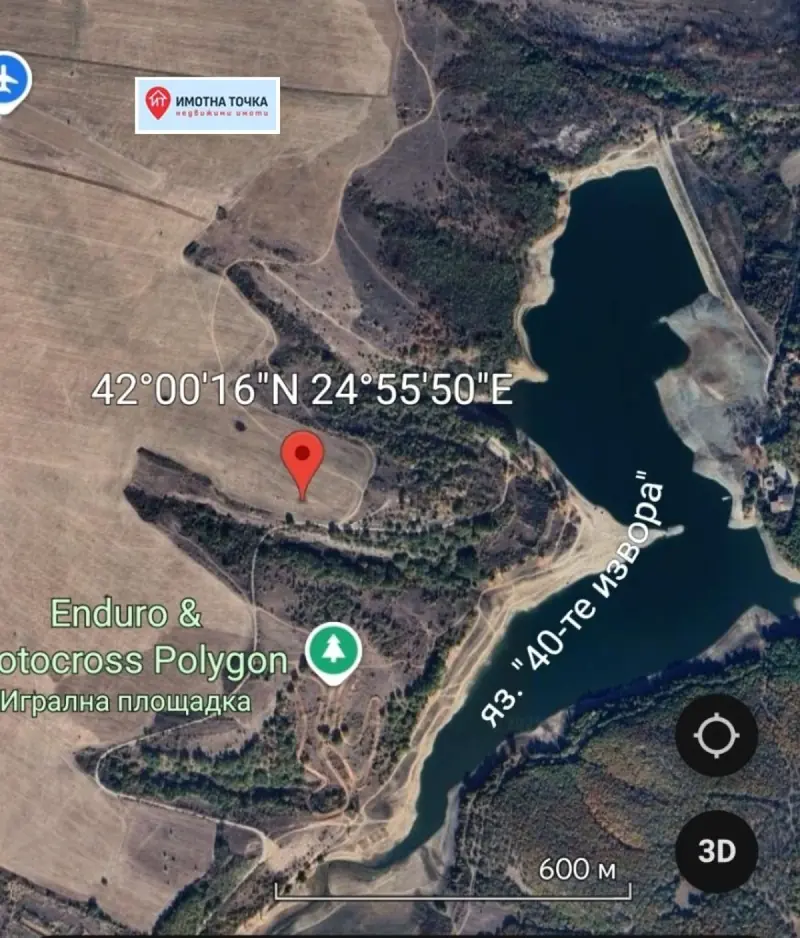 ИМОТНА ТОЧКА
недвижими имоти
42°00'16"N 24°55'50"E
яз. "40-те извора"
Enduro &
otocross Polygon
Игрална площадка
3D
600 м